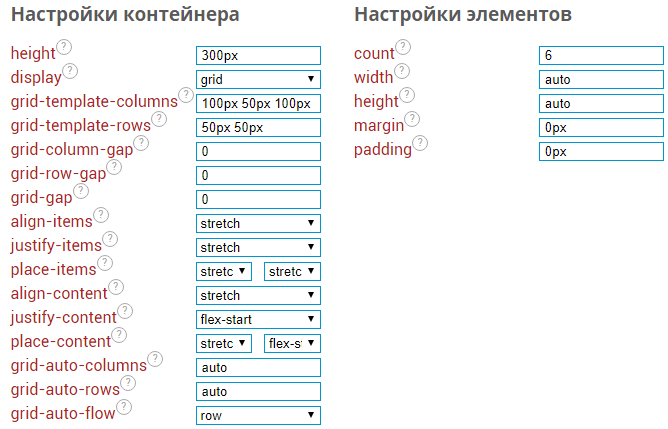 Настройки контейнера
height ? 300px
display ? grid
grid-template-columns ? 100px 50px 100px
grid-template-rows ? 50px 50px
grid-column-gap ? 0
grid-row-gap ? 0
grid-gap ? 0
align-items ? stretch
justify-items ? stretch
place-items ? stretc stretc
align-content ? stretch
justify-content ? flex-start
place-content ? stretc flex-st
grid-auto-columns ? auto
grid-auto-rows ? auto
grid-auto-flow ? row
Настройки элементов
count ? 6
width ? auto
height ? auto
margin ? 0px
padding ? 0px